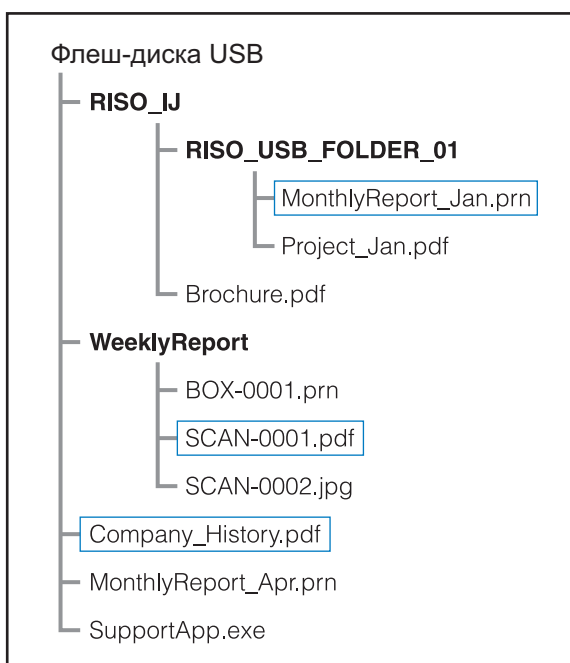 Флеш-диска USB
RISO_IJ
RISO_USB_FOLDER_01
MonthlyReport_Jan.prn
Project_Jan.pdf
Brochure.pdf
WeeklyReport
BOX-0001.prn
SCAN-0001.pdf
SCAN-0002.jpg
Company_History.pdf
MonthlyReport_Apr.prn
SupportApp.exe